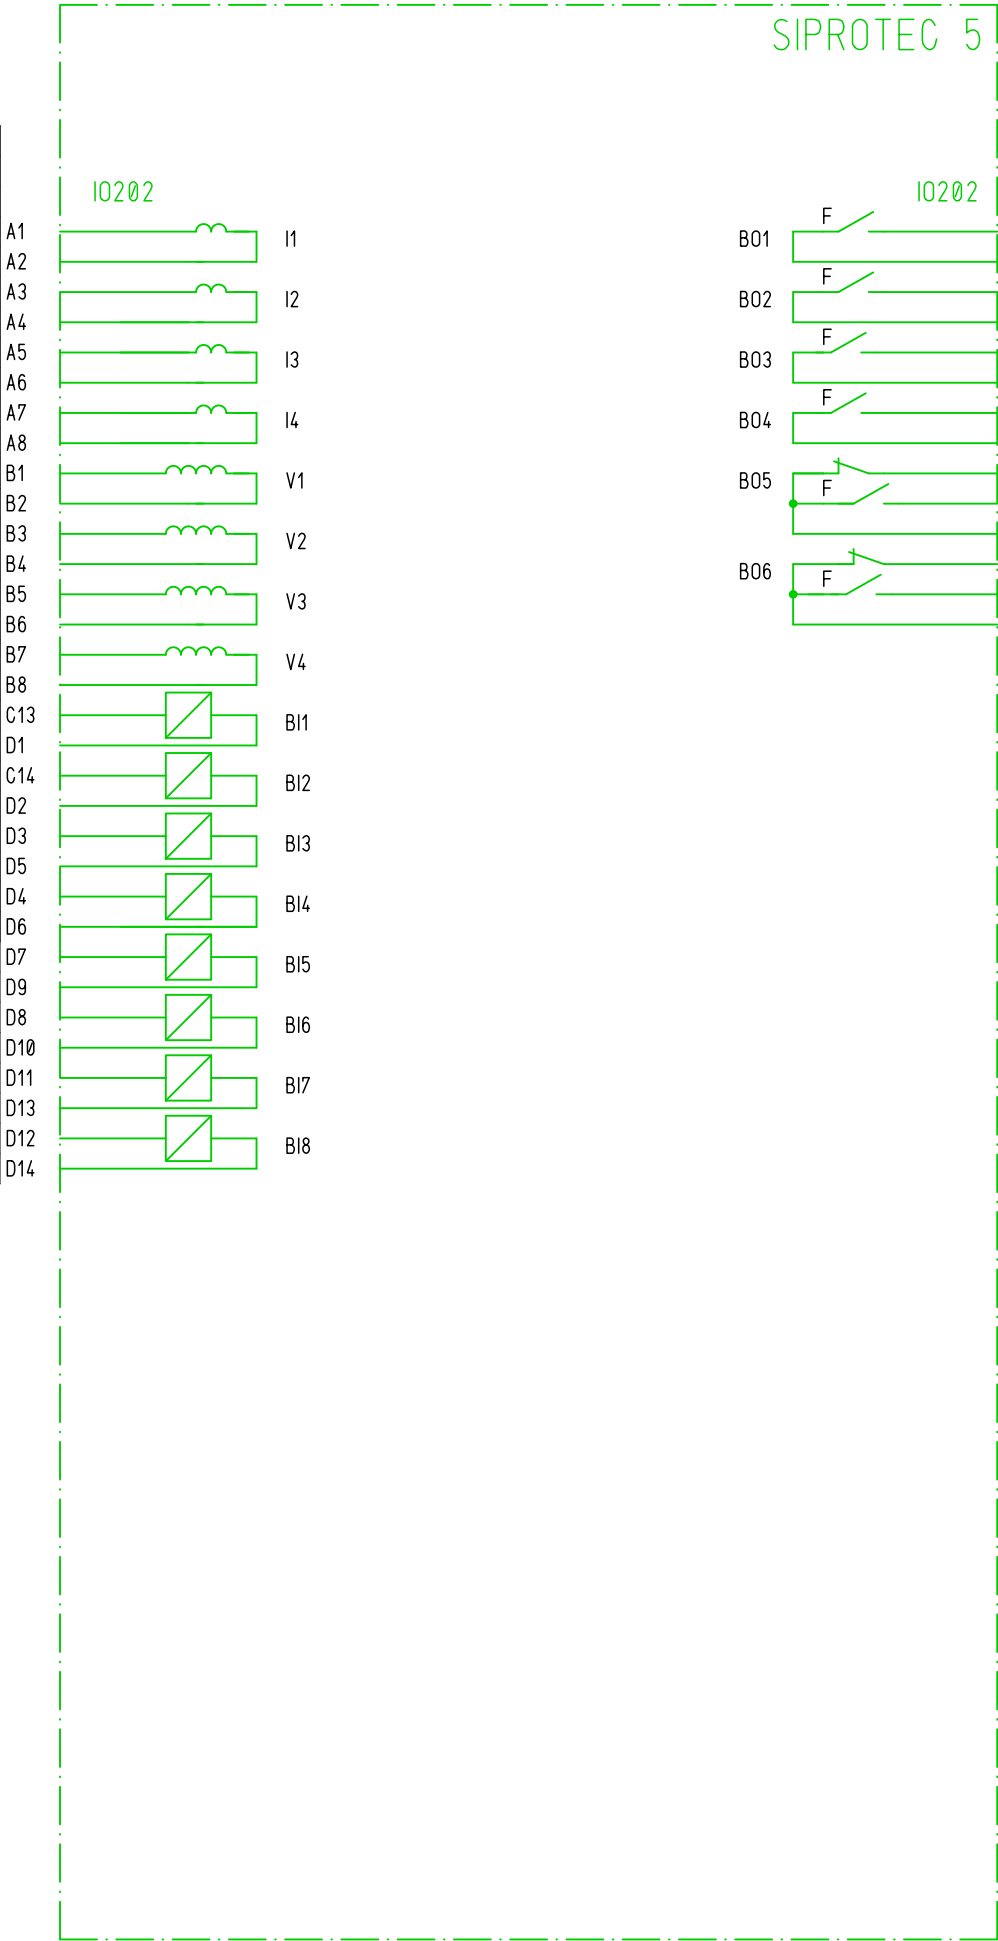 SIPROTEC 5
IO202 IO202
A1
I1 BO1 F
A2
A3
I2 BO2 F
A4
A5
I3 BO3 F
A6
A7
I4 BO4 F
A8
B1
V1 BO5 F
B2
B3
V2
B4
BO6 F
B5
V3
B6
B7
V4
B8
C13
BI1
D1
C14
BI2
D2
D3
BI3
D5
D4
BI4
D6
D7
BI5
D9
D8
BI6
D10
D11
BI7
D13
D12
BI8
D14